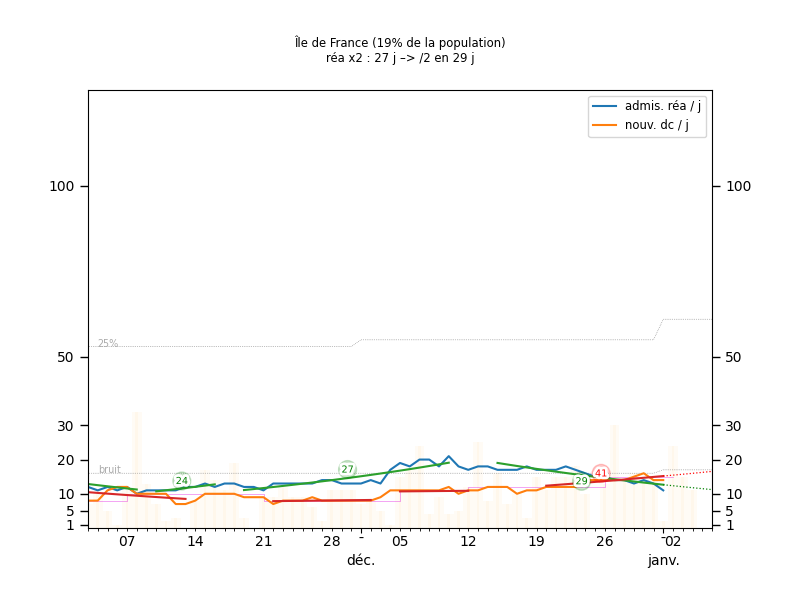 Île de France (19% de la population)
réa x2 : 27 j –> /2 en 29 j
admis. réa / j
nouv. dc / j
100 100
25%
50 50
30 30
20 20
bruit
24 27 29 41
10 10
5 5
1 1
07 14 21 28 - 05 12 19 26 - 02
déc. janv.